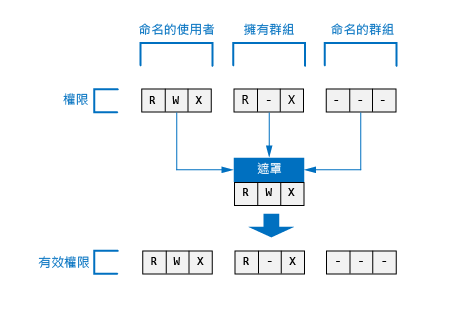 命名的使用者 擁有群組 命名的群組
權限 R W X R - X - - -
遮罩
R W X
有效權限 R W X R - X - - -